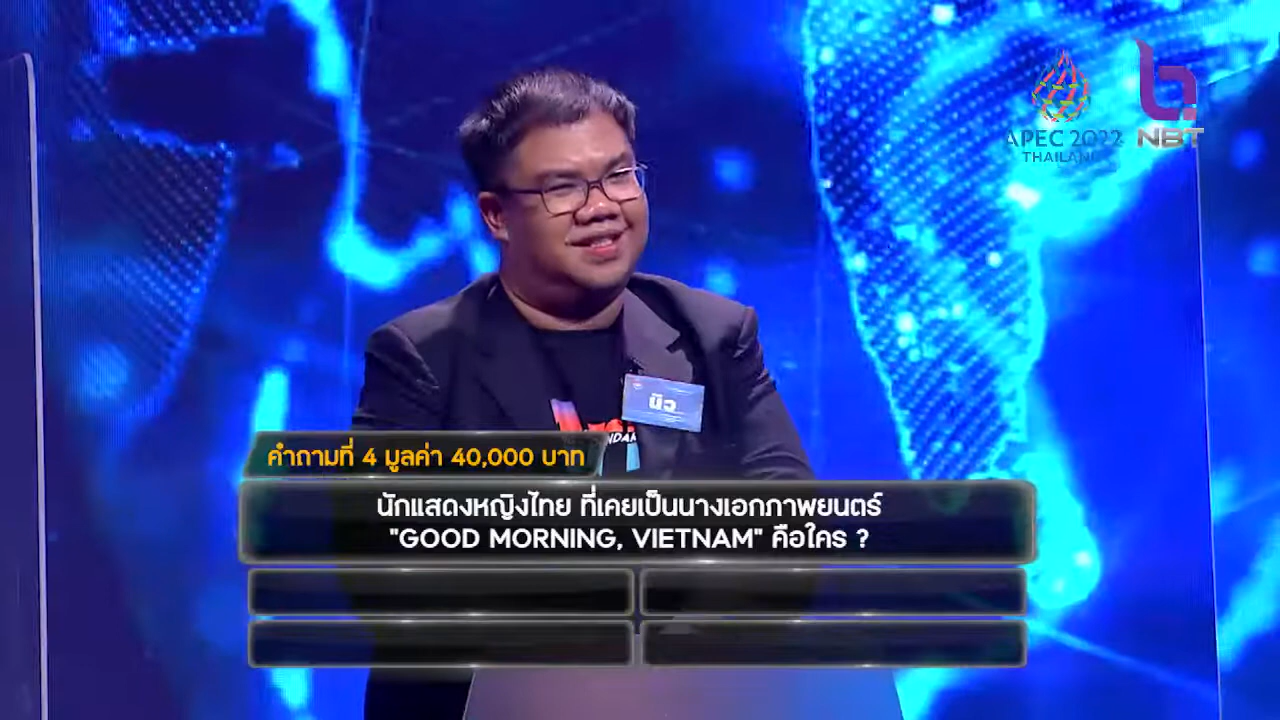 APEC 2022
THAILAND
NBT
นิว
คำถามที่ 4 มูลค่า 40,000 บาท
นักแสดงหญิงไทย ที่เคยเป็นนางเอกภาพยนตร์
"GOOD MORNING, VIETNAM" คือใคร ?